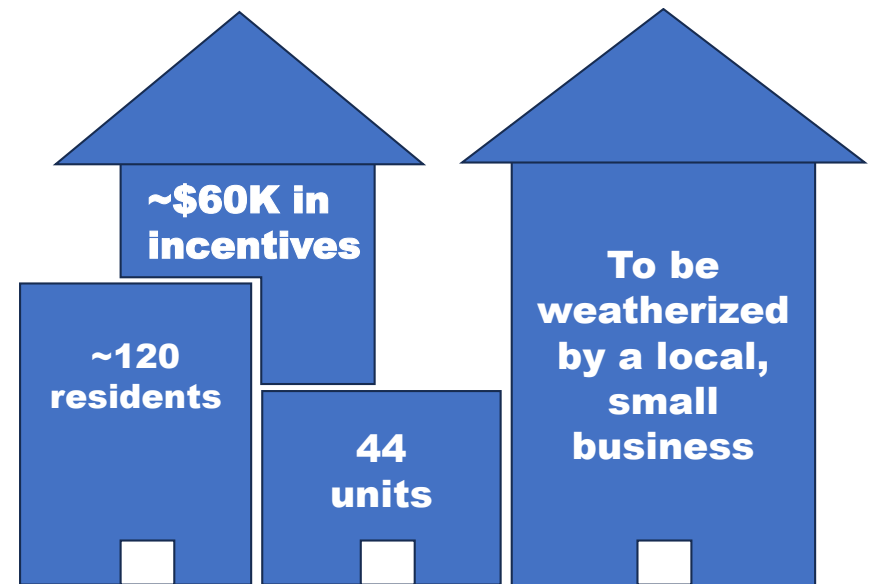 ~$60K in
incentives
~120
residents
44
units
To be
weatherized
by a local,
small
business